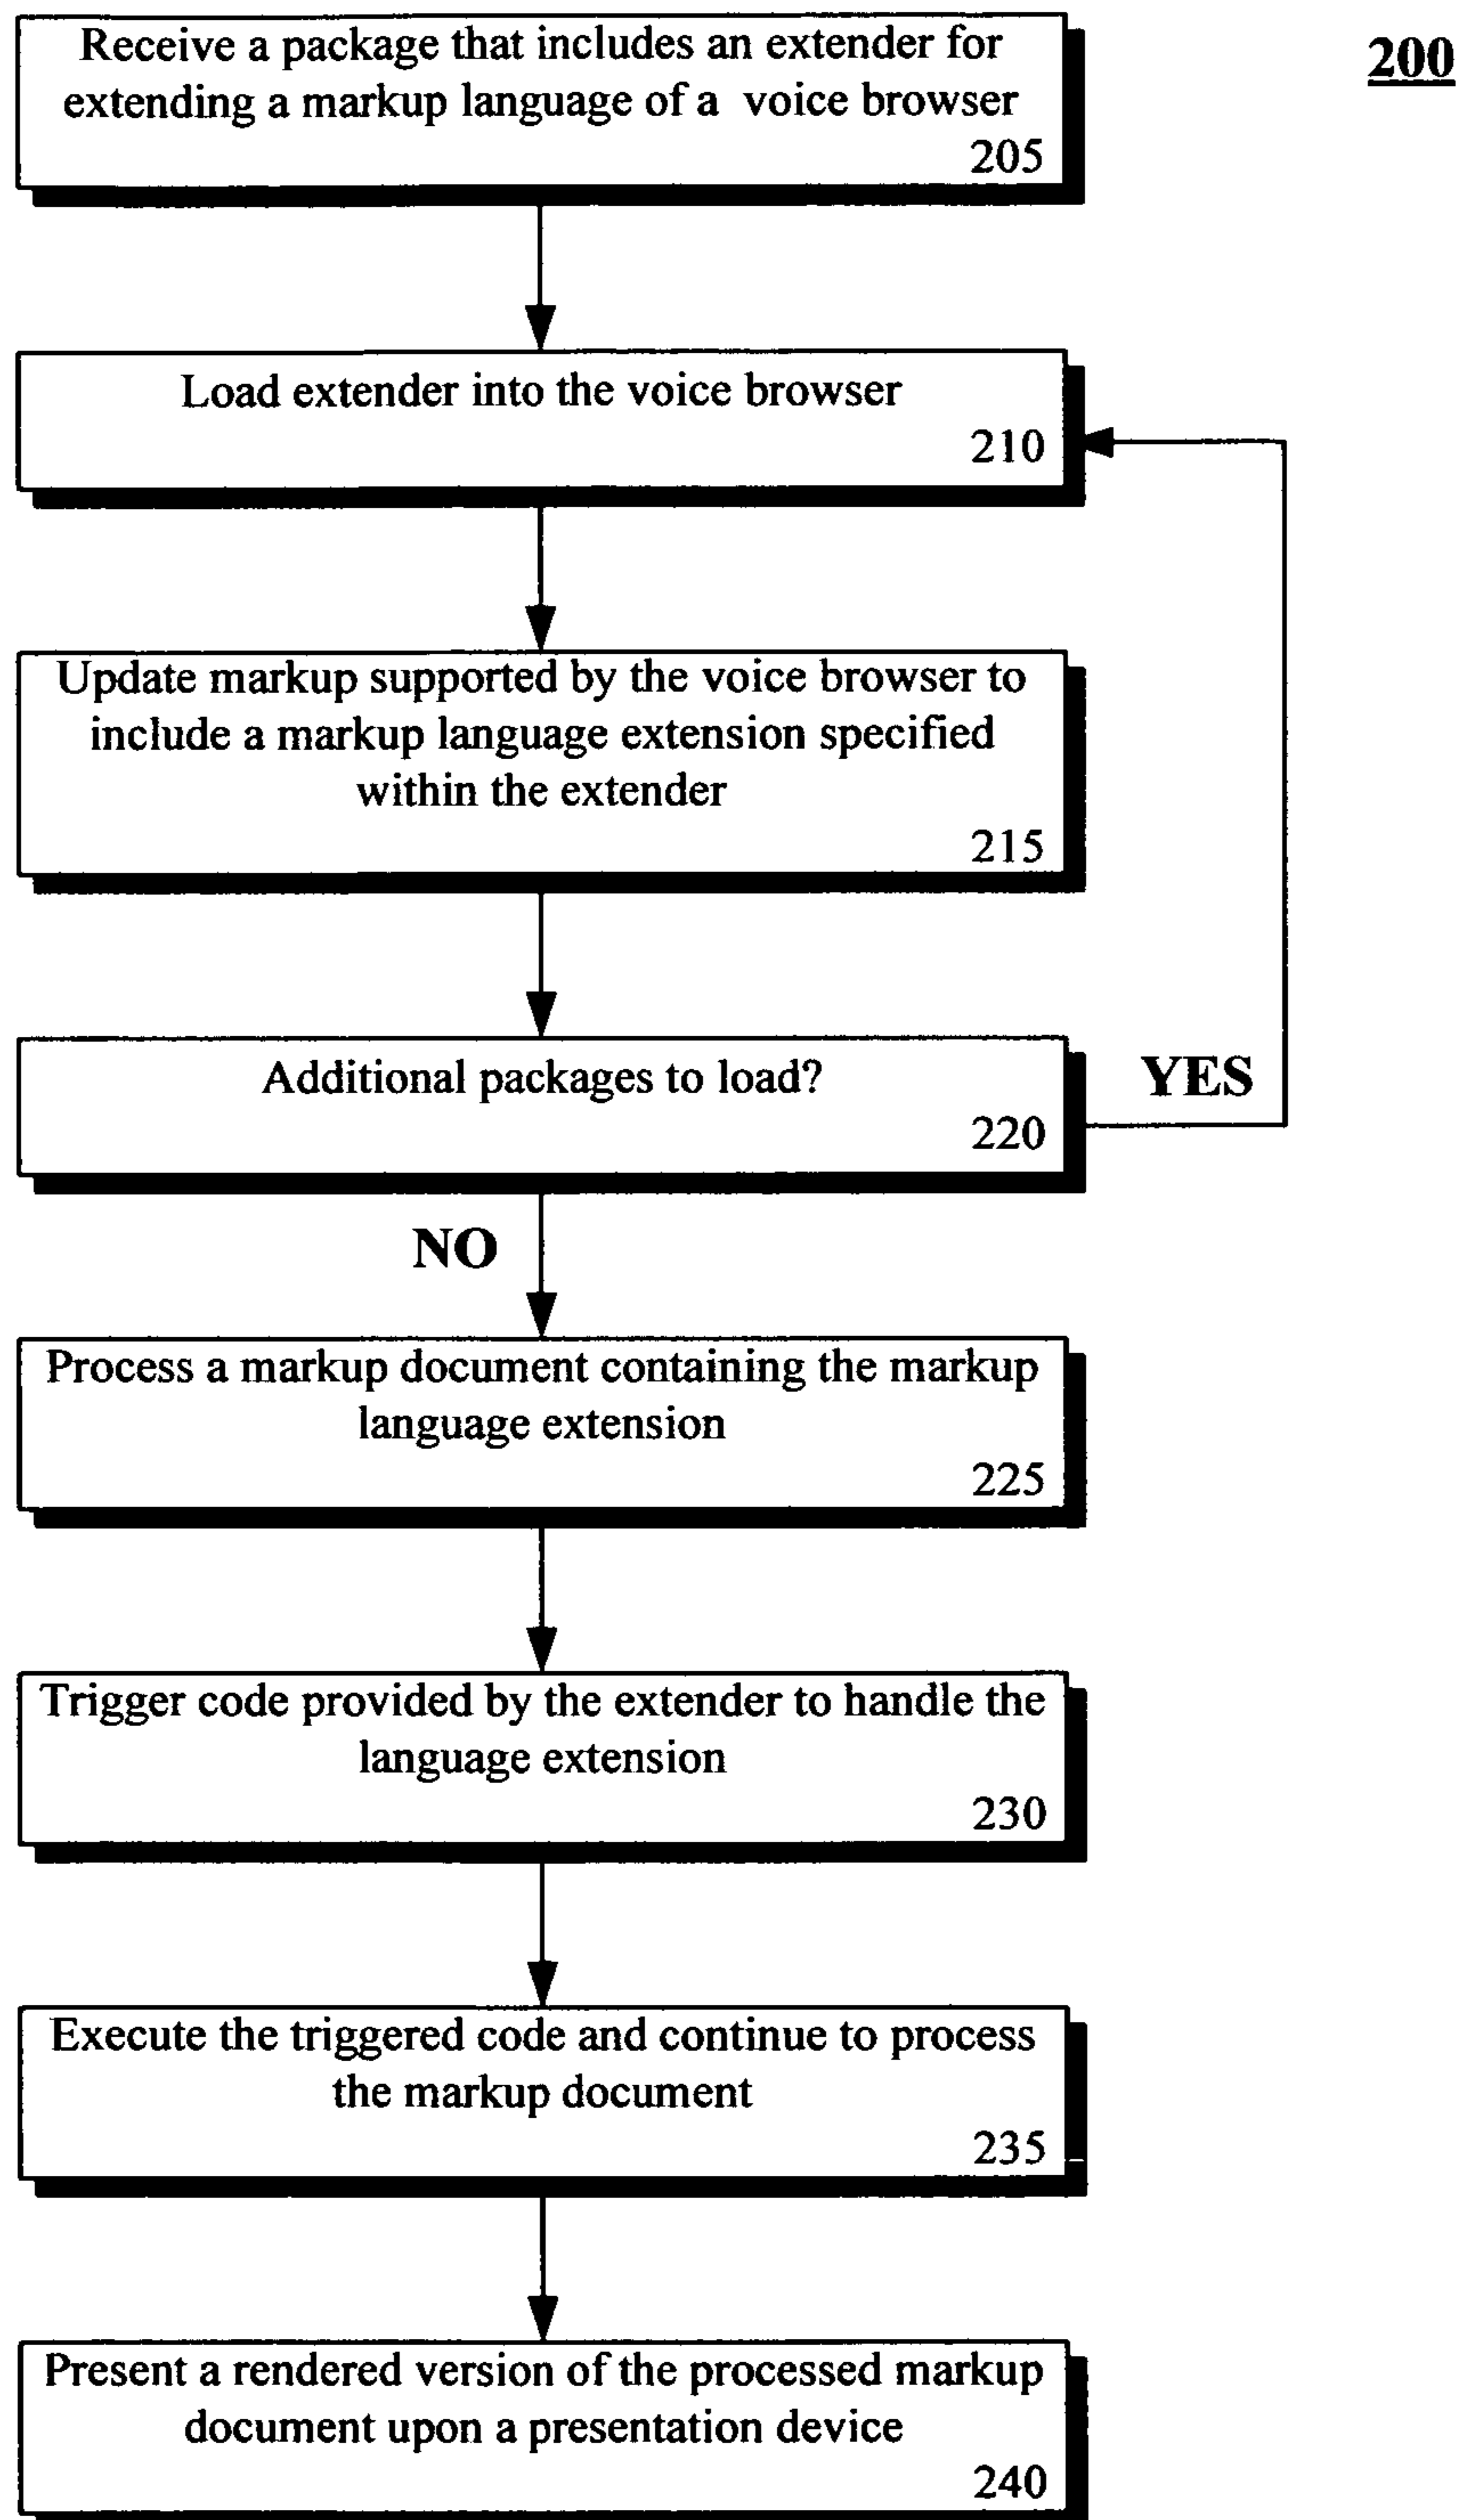 200
Receive a package that includes an extender for
extending a markup language of a voice browser
205
Load extender into the voice browser
210
Update markup supported by the voice browser to
include a markup language extension specified
within the extender
215
Additional packages to load?
220
YES
NO
Process a markup document containing the markup
language extension
225
Trigger code provided by the extender to handle the
language extension
230
Execute the triggered code and continue to process
the markup document
235
Present a rendered version of the processed markup
document upon a presentation device
240